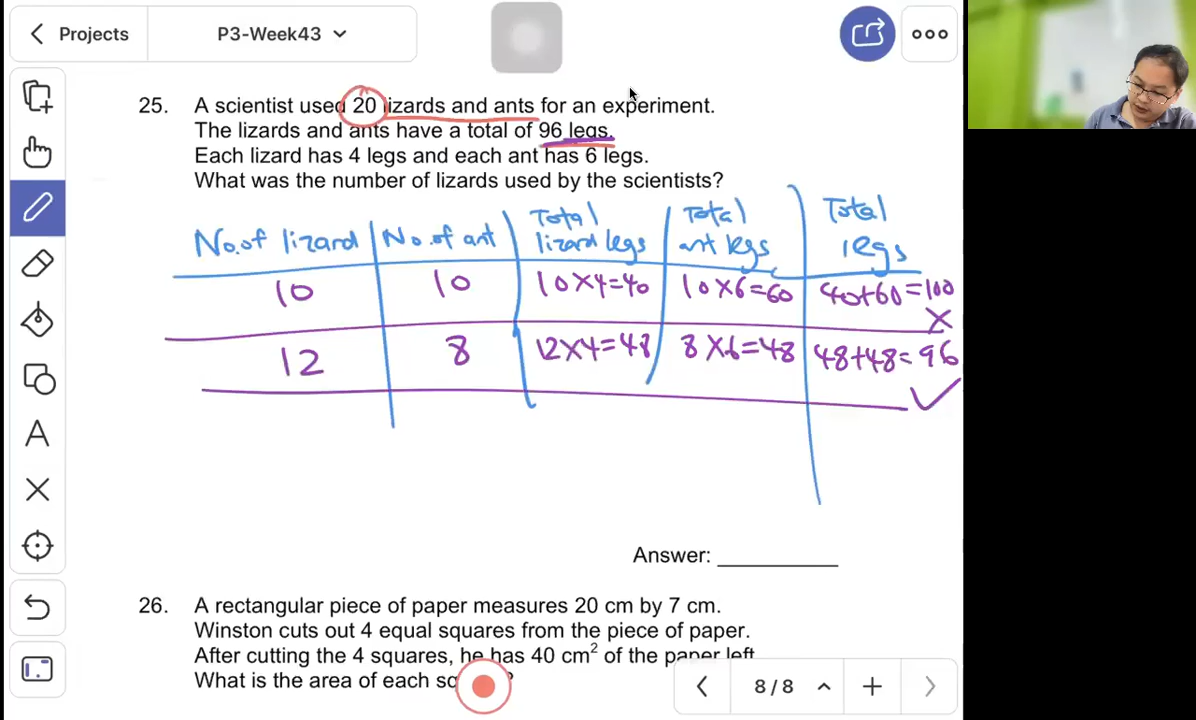 Projects
P3-Week43
25. A scientist used 20 lizards and ants for an experiment.
The lizards and ants have a total of 96 legs.
Each lizard has 4 legs and each ant has 6 legs.
What was the number of lizards used by the scientists?
No. of lizard No. of ant Total lizard legs Total ant legs Total legs
10 10 10×4=40 10×6=60 40+60=100 X
12 8 12×4=48 8×6=48 48+48=96 ✓
Answer: __________
26. A rectangular piece of paper measures 20 cm by 7 cm.
Winston cuts out 4 equal squares from the piece of paper.
After cutting the 4 squares, he has 40 cm² of the paper left
What is the area of each
8/8